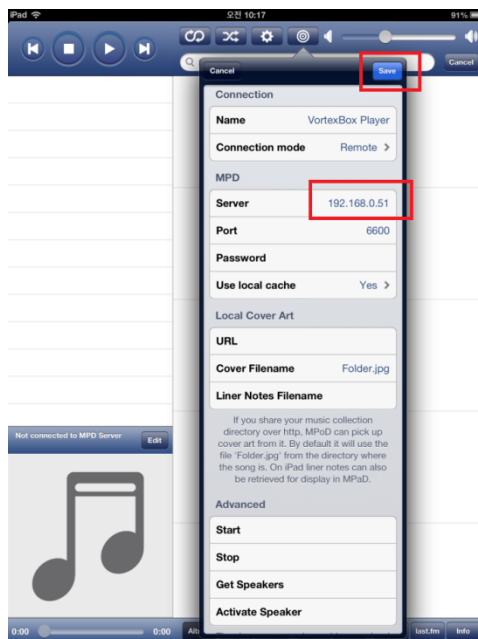 iPad 오전 10:17 91%
Cancel
Cancel Save
Connection
Name VortexBox Player
Connection mode Remote
MPD
Server 192.168.0.51
Port 6600
Password
Use local cache Yes
Local Cover Art
URL
Cover Filename Folder.jpg
Liner Notes Filename
If you share your music collection
directory over http, MPoD can pick up
cover art from it. By default it will use the
file 'Folder.jpg' from the directory where
the song is. On iPad liner notes can also
be retrieved for display in MPaD.
Not connected to MPD Server Edit
Advanced
Start
Stop
Get Speakers
Activate Speaker
0:00 0:00 last.fm Info